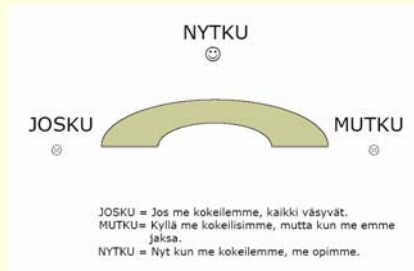 NYTKU
JOSKU
MUTKU
JOSKU = Jos me kokeilemme, kaikki väsyvät.
MUTKU= Kyllä me kokeilisimme, mutta kun me emme
jaksa.
NYTKU = Nyt kun me kokeilemme, me opimme.